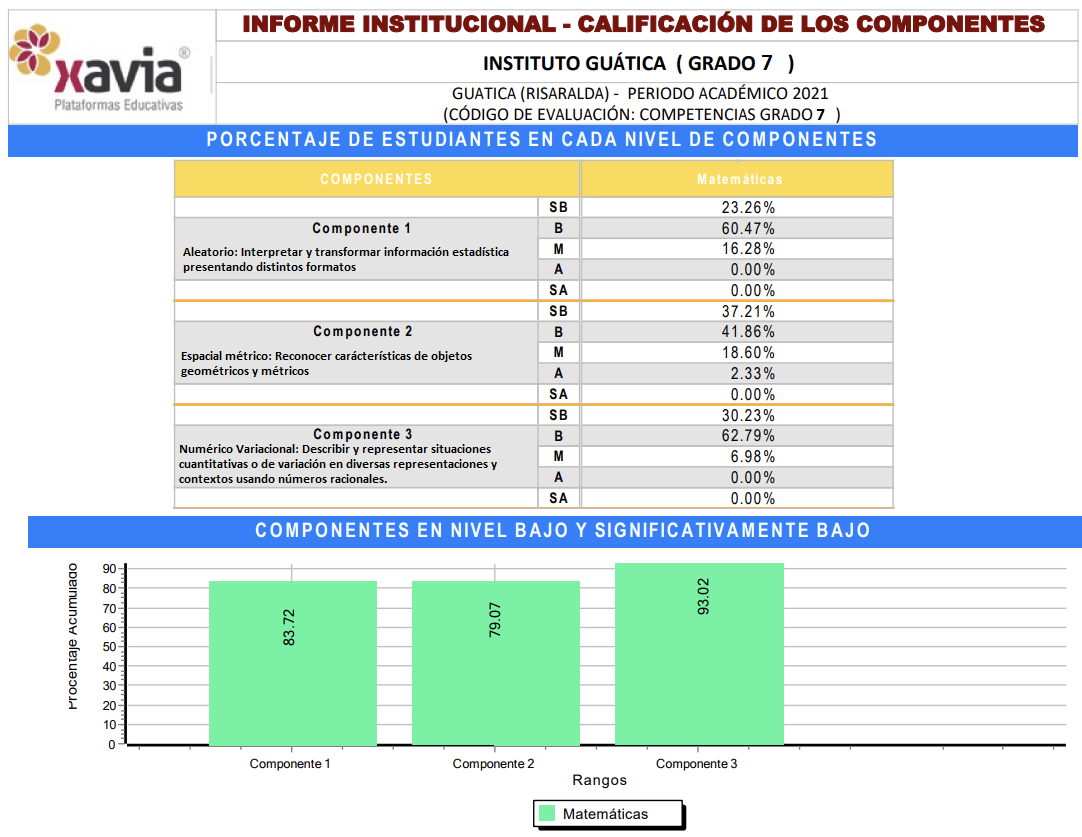 xavia®
Plataformas Educativas
INFORME INSTITUCIONAL - CALIFICACIÓN DE LOS COMPONENTES
INSTITUTO GUÁTICA ( GRADO 7 )
GUATICA (RISARALDA) - PERIODO ACADÉMICO 2021
(CÓDIGO DE EVALUACIÓN: COMPETENCIAS GRADO 7 )
PORCENTAJE DE ESTUDIANTES EN CADA NIVEL DE COMPONENTES
COMPONENTES Matemáticas
SB 23.26%
Componente 1 B 60.47%
Aleatorio: Interpretar y transformar información estadística
presentando distintos formatos
M 16.28%
A 0.00%
SA 0.00%
SB 37.21%
Componente 2 B 41.86%
Espacial métrico: Reconocer carácterísticas de objetos
geométricos y métricos
M 18.60%
A 2.33%
SA 0.00%
SB 30.23%
Componente 3 B 62.79%
Numérico Variacional: Describir y representar situaciones
cuantitativas o de variación en diversas representaciones y
contextos usando números racionales.
M 6.98%
A 0.00%
SA 0.00%
COMPONENTES EN NIVEL BAJO Y SIGNIFICATIVAMENTE BAJO
Procentaje Acumulado
90
80
70
60
50
40
30
20
10
0
83.72
79.07
93.02
Componente 1 Componente 2 Componente 3
Rangos
Matemáticas